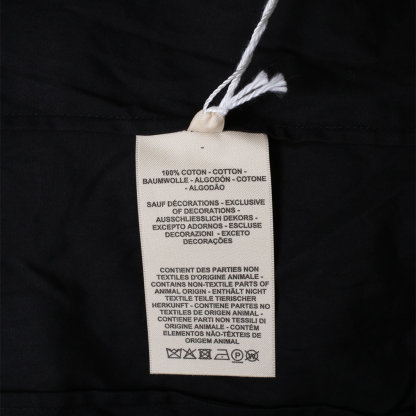 100% COTON - COTTON -
BAUMWOLLE - ALGODÓN - COTONE
- ALGODÃO
SAUF DÉCORATIONS - EXCLUSIVE
OF DECORATIONS -
AUSSCHLIESSLICH DEKORS -
EXCEPTO ADORNOS - ESCLUSE
DECORAZIONI - EXCETO
DECORAÇÕES
CONTIENT DES PARTIES NON
TEXTILES D'ORIGINE ANIMALE -
CONTAINS NON-TEXTILE PARTS OF
ANIMAL ORIGIN - ENTHÄLT NICHT
TEXTILE TEILE TIERISCHER
HERKUNFT - CONTIENE PARTES NO
TEXTILES DE ORIGEN ANIMAL -
CONTIENE PARTI NON TESSILI DI
ORIGINE ANIMALE - CONTÉM
ELEMENTOS NÃO-TÊXTEIS DE
ORIGEM ANIMAL